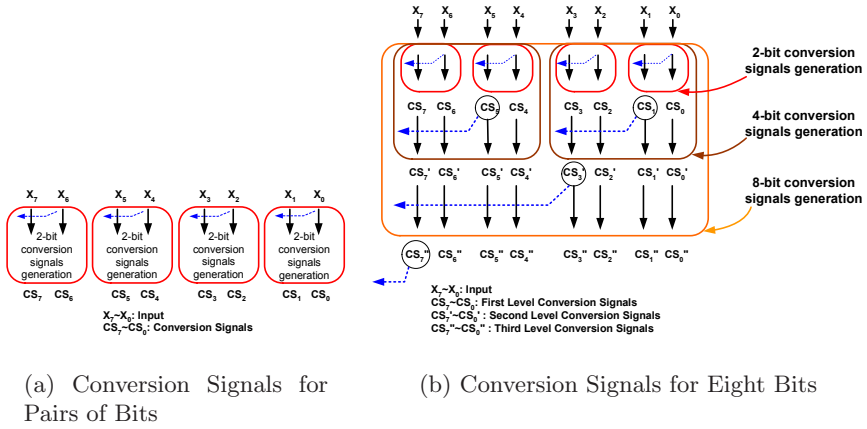 X7 X6 X5 X4 X3 X2 X1 X0
2-bit conversion signals generation
2-bit conversion signals generation
2-bit conversion signals generation
2-bit conversion signals generation
CS7 CS6 CS5 CS4 CS3 CS2 CS1 CS0
X7~X0: Input
CS7~CS0: Conversion Signals
(a) Conversion Signals for
Pairs of Bits
X7 X6 X5 X4 X3 X2 X1 X0
CS7 CS6 CS5 CS4 CS3 CS2 CS1 CS0
CS7' CS6' CS5' CS4' CS3' CS2' CS1' CS0'
CS7" CS6" CS5" CS4" CS3" CS2" CS1" CS0"
2-bit conversion
signals generation
4-bit conversion
signals generation
8-bit conversion
signals generation
X7~X0: Input
CS7~CS0: First Level Conversion Signals
CS7'~CS0' : Second Level Conversion Signals
CS7"~CS0" : Third Level Conversion Signals
(b) Conversion Signals for Eight Bits